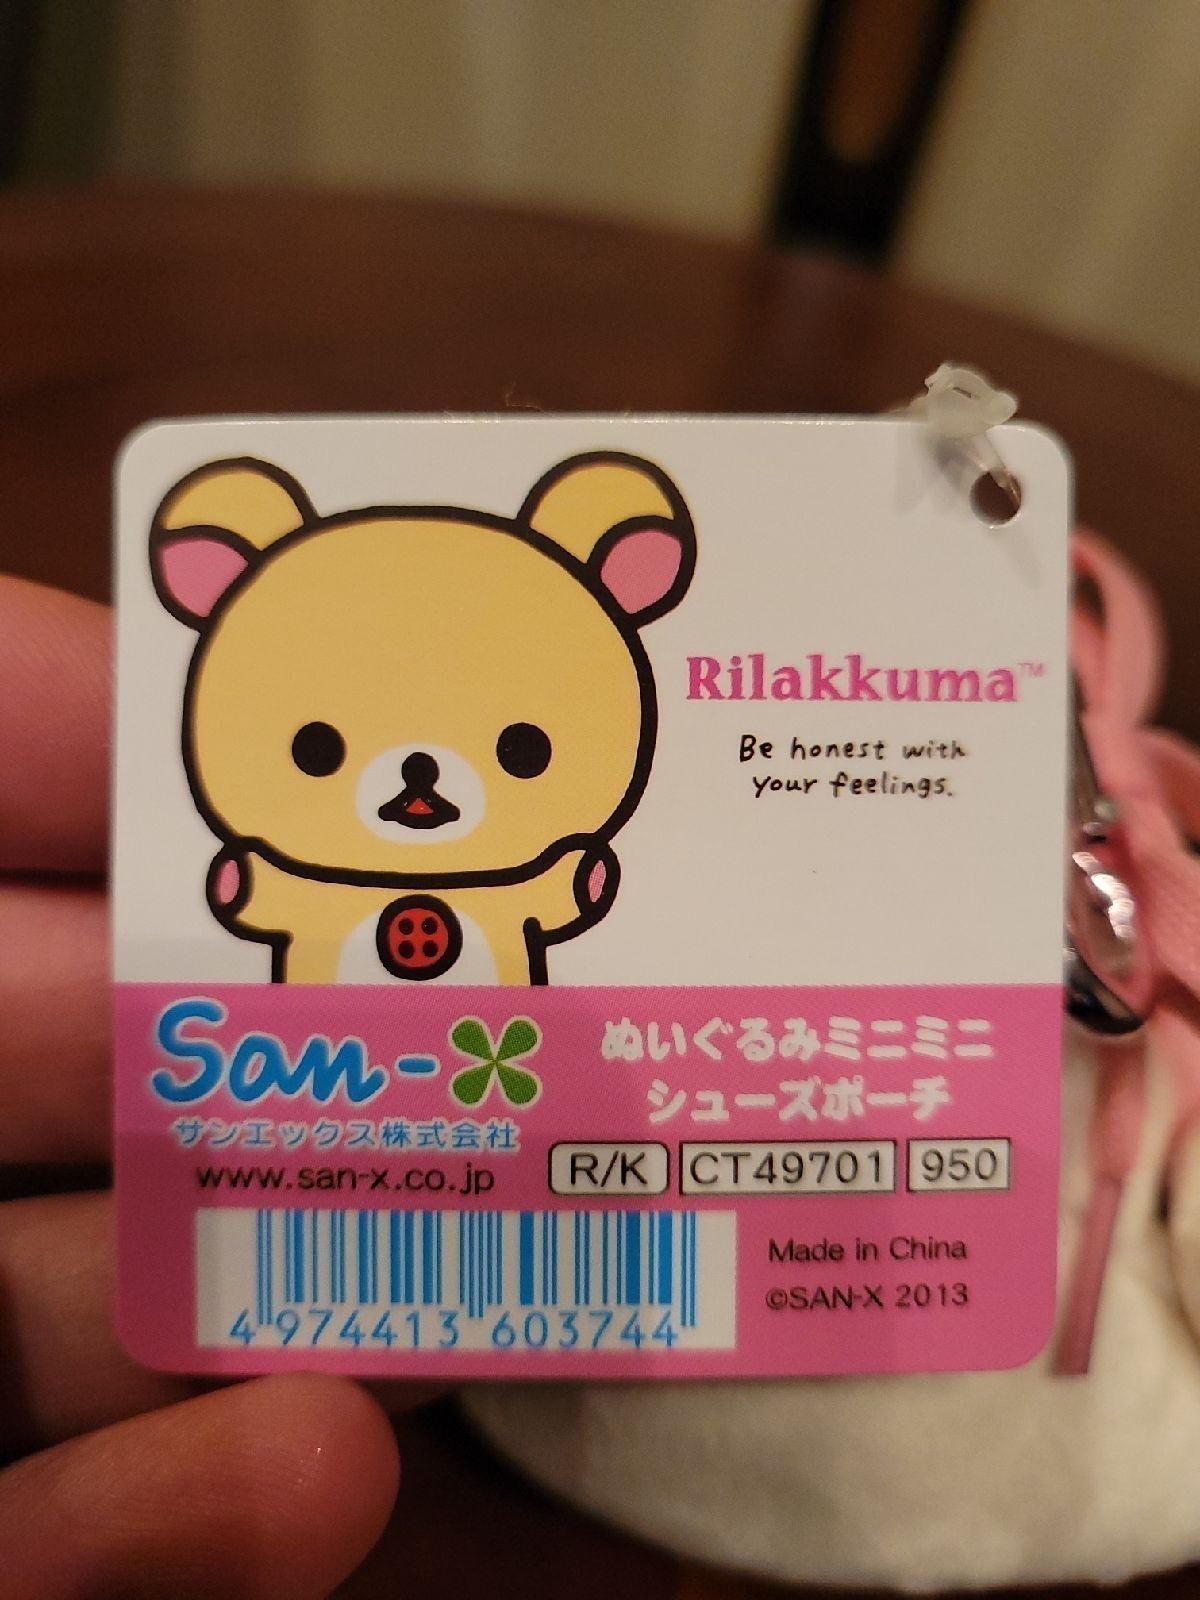 Rilakkuma™
Be honest with
your feelings.
San-X
サンエックス株式会社
www.san-x.co.jp
ぬいぐるみミニミニ
シューズポーチ
R/K CT49701 950
4974413 603744
Made in China
©SAN-X 2013